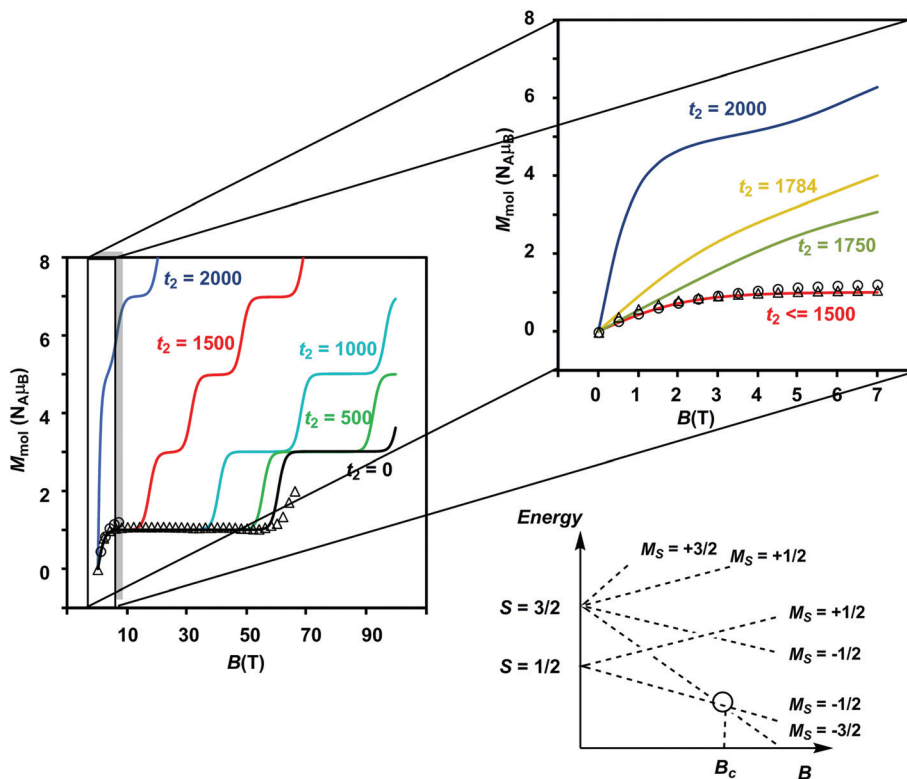 8
6
4
2
0
M_mol (N_Aμ_B)
t_2 = 2000
t_2 = 1784
t_2 = 1750
t_2 <= 1500
0 1 2 3 4 5 6 7
B(T)
8
6
4
2
0
M_mol (N_Aμ_B)
t_2 = 2000
t_2 = 1500
t_2 = 1000
t_2 = 500
t_2 = 0
10 30 50 70 90
B(T)
Energy
M_S = +3/2
M_S = +1/2
S = 3/2
M_S = +1/2
M_S = -1/2
S = 1/2
M_S = -1/2
M_S = -3/2
B_c
B